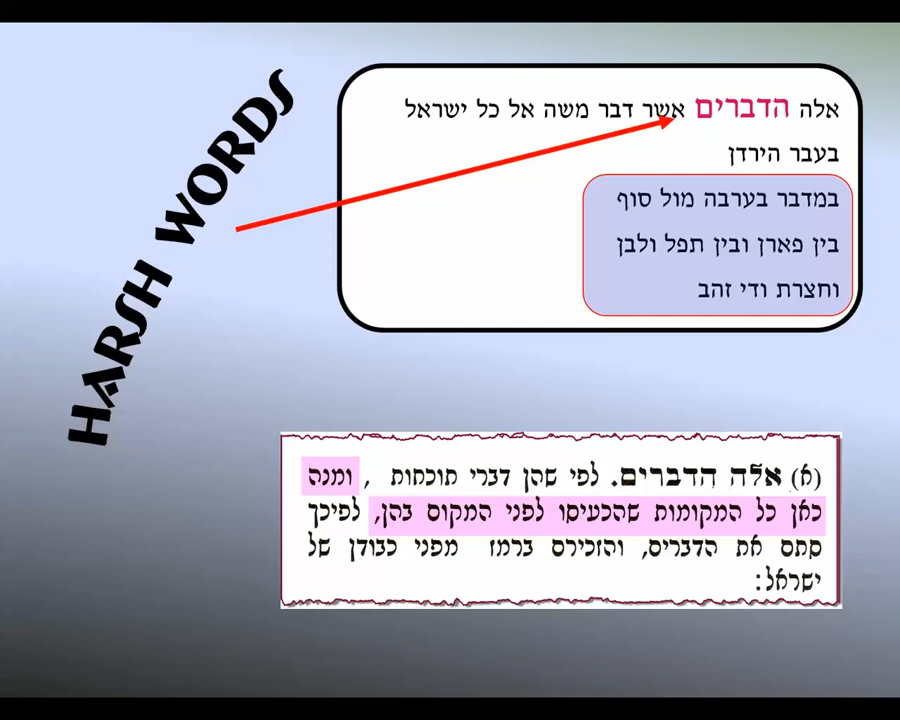 HARSH WORDS
אלה הדברים אשר דבר משה אל כל ישראל
בעבר הירדן
במדבר בערבה מול סוף
בין פארן ובין תפל ולבן
וחצרת ודי זהב
(א) אלה הדברים. לפי שהן דברי תוכחות , ומנה
כאן כל המקומות שהכעיסו לפני המקום בהן, לפיכך
סתם את הדברים, והזכירם ברמז מפני כבודן של
ישראל: